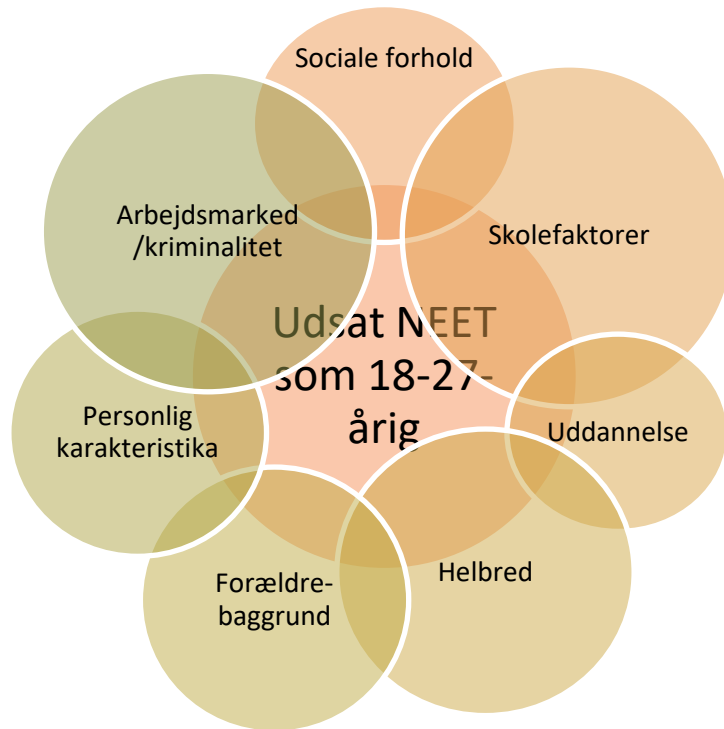 Sociale forhold
Arbejdsmarked
/kriminalitet
Skolefaktorer
Udsat NEET
som 18-27-
årig
Personlig
karakteristika
Uddannelse
Forældre-
baggrund
Helbred